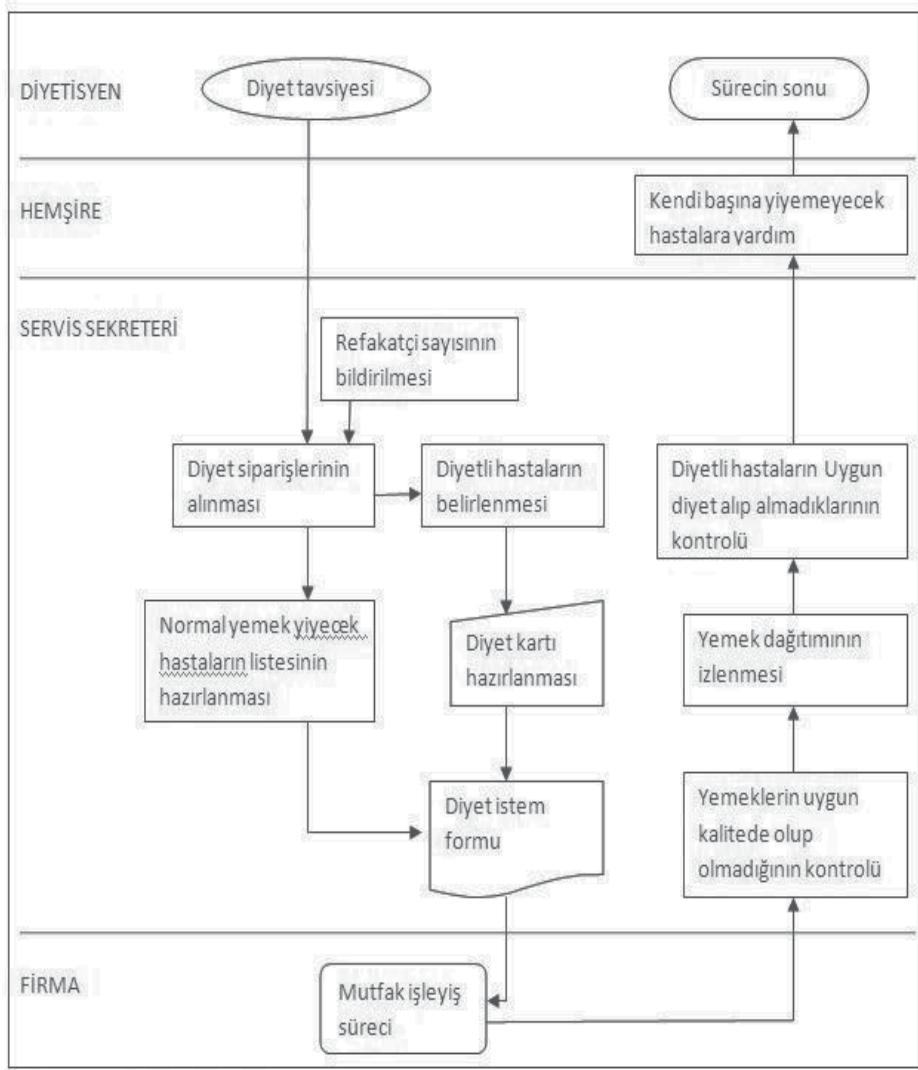 DİYETİSYEN
Diyet tavsiyesi
Sürecin sonu
HEMŞİRE
Kendi başına yiyemeyecek
hastalara yardım
SERVİS SEKRETERİ
Refakatçi sayısının
bildirilmesi
Diyet siparişlerinin
alınması
Diyetli hastaların
belirlenmesi
Diyetli hastaların Uygun
diyet alıp almadıklarının
kontrolü
Normal yemek yiyecek
hastaların listesinin
hazırlanması
Diyet kartı
hazırlanması
Yemek dağıtımının
izlenmesi
Diyet istem
formu
Yemeklerin uygun
kalitede olup
olmadığının kontrolü
FİRMA
Mutfak işleyiş
süreci